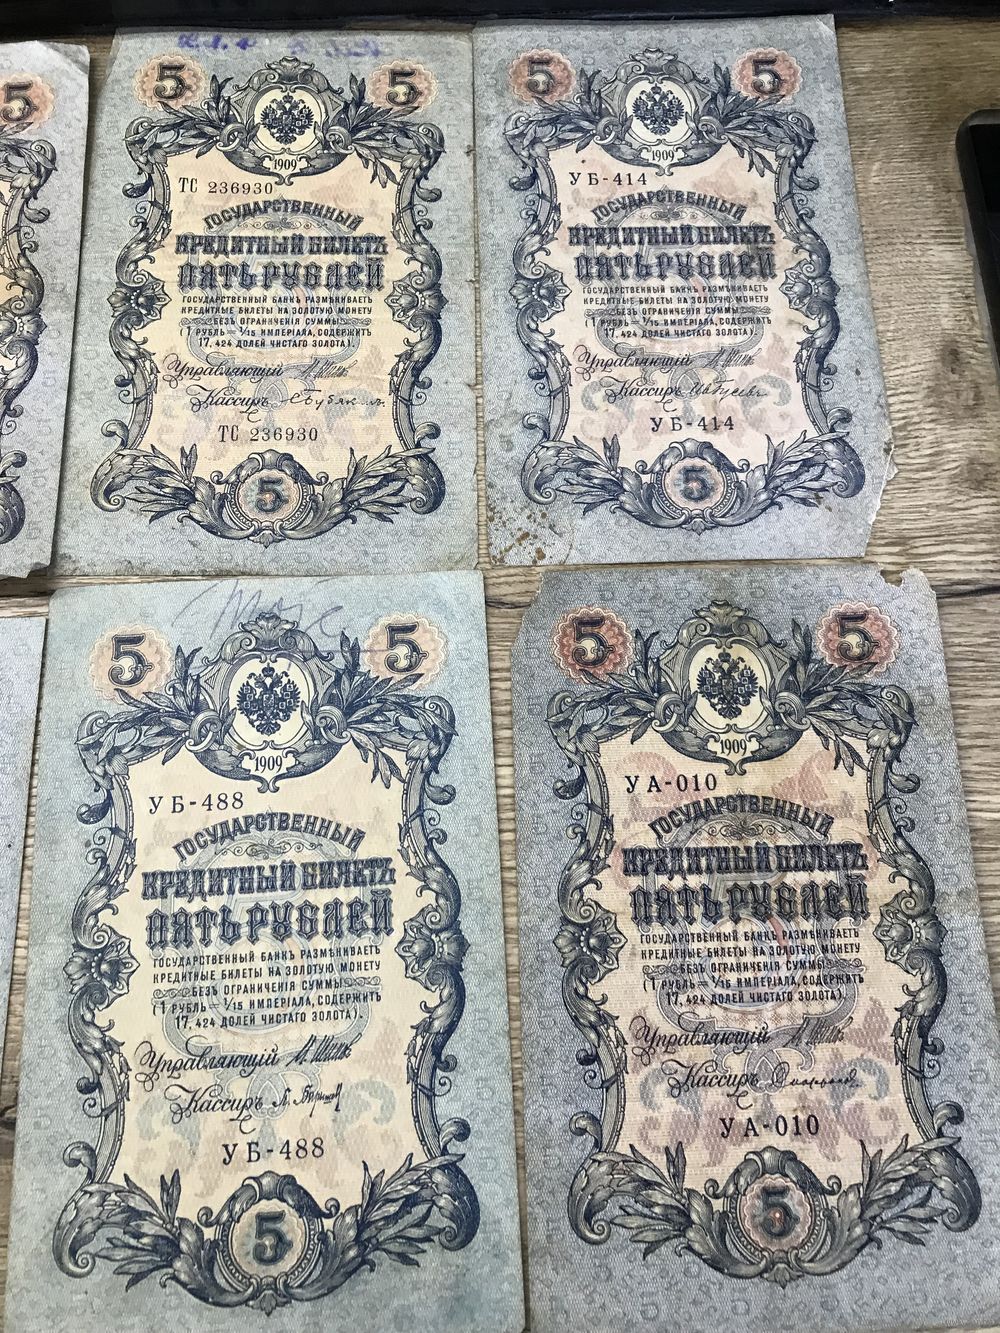 5
5 5
1909
ТС 236930
ГОСУДАРСТВЕННЫЙ
КРЕДИТНЫЙ БИЛЕТЪ
ПЯТЬ РУБЛЕЙ
ГОСУДАРСТВЕННЫЙ БАНКЪ РАЗМѢНИВАЕТЪ
КРЕДИТНЫЕ БИЛЕТЫ НА ЗОЛОТУЮ МОНЕТУ
БЕЗЪ ОГРАНИЧЕНІЯ СУММЫ
(1 РУБЛЬ = 1/15 ИМПЕРІАЛА, СОДЕРЖИТЪ
17,424 ДОЛЕЙ ЧИСТАГО ЗОЛОТА).
Управляющій
Кассиръ
ТС 236930
5
5 5
1909
УБ-414
ГОСУДАРСТВЕННЫЙ
КРЕДИТНЫЙ БИЛЕТЪ
ПЯТЬ РУБЛЕЙ
ГОСУДАРСТВЕННЫЙ БАНКЪ РАЗМѢНИВАЕТЪ
КРЕДИТНЫЕ БИЛЕТЫ НА ЗОЛОТУЮ МОНЕТУ
БЕЗЪ ОГРАНИЧЕНІЯ СУММЫ
(1 РУБЛЬ = 1/15 ИМПЕРІАЛА, СОДЕРЖИТЪ
17,424 ДОЛЕЙ ЧИСТАГО ЗОЛОТА).
Управляющій
Кассиръ
УБ-414
5
5 5
1909
УБ-488
ГОСУДАРСТВЕННЫЙ
КРЕДИТНЫЙ БИЛЕТЪ
ПЯТЬ РУБЛЕЙ
ГОСУДАРСТВЕННЫЙ БАНКЪ РАЗМѢНИВАЕТЪ
КРЕДИТНЫЕ БИЛЕТЫ НА ЗОЛОТУЮ МОНЕТУ
БЕЗЪ ОГРАНИЧЕНІЯ СУММЫ
(1 РУБЛЬ = 1/15 ИМПЕРІАЛА, СОДЕРЖИТЪ
17,424 ДОЛЕЙ ЧИСТАГО ЗОЛОТА).
Управляющій
Кассиръ
УБ-488
5
5 5
1909
УА-010
ГОСУДАРСТВЕННЫЙ
КРЕДИТНЫЙ БИЛЕТЪ
ПЯТЬ РУБЛЕЙ
ГОСУДАРСТВЕННЫЙ БАНКЪ РАЗМѢНИВАЕТЪ
КРЕДИТНЫЕ БИЛЕТЫ НА ЗОЛОТУЮ МОНЕТУ
БЕЗЪ ОГРАНИЧЕНІЯ СУММЫ
(1 РУБЛЬ = 1/15 ИМПЕРІАЛА, СОДЕРЖИТЪ
17,424 ДОЛЕЙ ЧИСТАГО ЗОЛОТА).
Управляющій
Кассиръ
УА-010
5